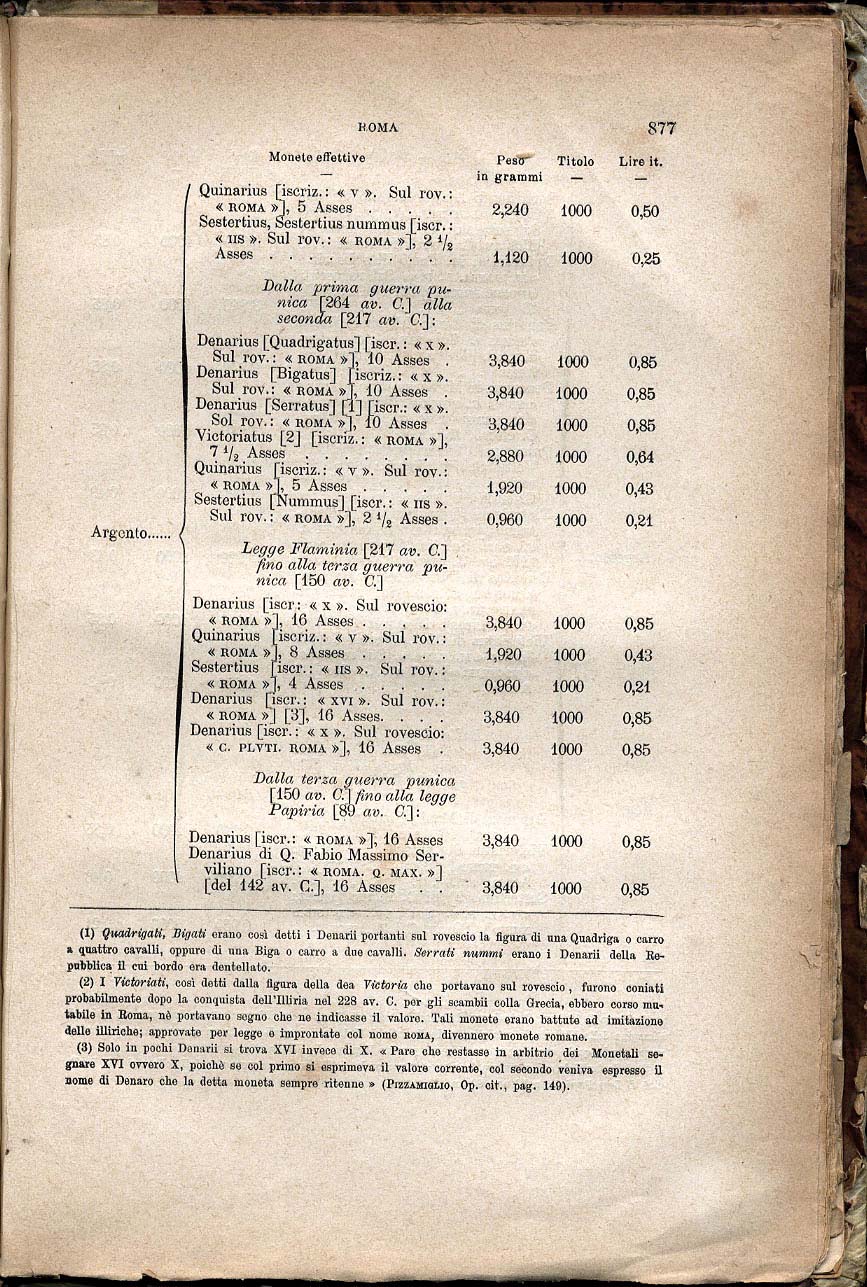 ROMA 877
Monete effettive Peso in grammi Titolo Lire it.
Quinarius [iscriz.: « V ». Sul rov.:
« ROMA »], 5 Asses . . . . . 2,240 1000 0,50
Sestertius, Sestertius nummus [iscr.:
« IIS ». Sul rov.: « ROMA »], 2 1/2
Asses . . . . . . . . . . 1,120 1000 0,25
Dalla prima guerra pu-
nica [264 av. C.] alla
seconda [217 av. C.]:
Denarius [Quadrigatus] [iscr.: « X ».
Sul rov.: « ROMA »], 10 Asses . 3,840 1000 0,85
Denarius [Bigatus] [iscriz.: « X ».
Sul rov.: « ROMA »], 10 Asses . 3,840 1000 0,85
Denarius [Serratus] [1] [iscr.: « X ».
Sol rov.: « ROMA »], 10 Asses . 3,840 1000 0,85
Victoriatus [2] [iscriz.: « ROMA »],
7 1/2 Asses . . . . . . . . 2,880 1000 0,64
Quinarius [iscriz.: « V ». Sul rov.:
« ROMA »], 5 Asses . . . . . 1,920 1000 0,43
Sestertius [Nummus] [iscr.: « IIS ».
Sul rov.: « ROMA »], 2 1/2 Asses . 0,960 1000 0,21
Argento......
Legge Flaminia [217 av. C.]
fino alla terza guerra pu-
nica [150 av. C.]
Denarius [iscr: « X ». Sul rovescio:
« ROMA »], 16 Asses . . . . . 3,840 1000 0,85
Quinarius [iscriz.: « V ». Sul rov.:
« ROMA »], 8 Asses . . . . . 1,920 1000 0,43
Sestertius [iscr.: « IIS ». Sul rov.:
« ROMA »], 4 Asses . . . . . 0,960 1000 0,21
Denarius [iscr.: « XVI ». Sul rov.:
« ROMA »] [3], 16 Asses. . . . 3,840 1000 0,85
Denarius [iscr.: « X ». Sul rovescio:
« C. PLVTI. ROMA »], 16 Asses . 3,840 1000 0,85
Dalla terza guerra punica
[150 av. C.] fino alla legge
Papiria [89 av. C.]:
Denarius [iscr.: « ROMA »], 16 Asses 3,840 1000 0,85
Denarius di Q. Fabio Massimo Ser-
viliano [iscr.: « ROMA. Q. MAX. »]
[del 142 av. C.], 16 Asses . . 3,840 1000 0,85
(1) Quadrigati, Bigati erano così detti i Denarii portanti sul rovescio la figura di una Quadriga o carro
a quattro cavalli, oppure di una Biga o carro a due cavalli. Serrati nummi erano i Denarii della Re-
pubblica il cui bordo era dentellato.
(2) I Victoriati, così detti dalla figura della dea Victoria che portavano sul rovescio, furono coniati
probabilmente dopo la conquista dell'Illiria nel 228 av. C. per gli scambii colla Grecia, ebbero corso mu-
tabile in Roma, nè portavano segno che ne indicasse il valore. Tali monete erano battute ad imitazione
delle illiriche; approvate per legge e improntate col nome ROMA, divennero monete romane.
(3) Solo in pochi Denarii si trova XVI invece di X. « Pare che restasse in arbitrio dei Monetali se-
gnare XVI ovvero X, poichè se col primo si esprimeva il valore corrente, col secondo veniva espresso il
nome di Denaro che la detta moneta sempre ritenne » (PIZZAMIGLIO, Op. cit., pag. 149).